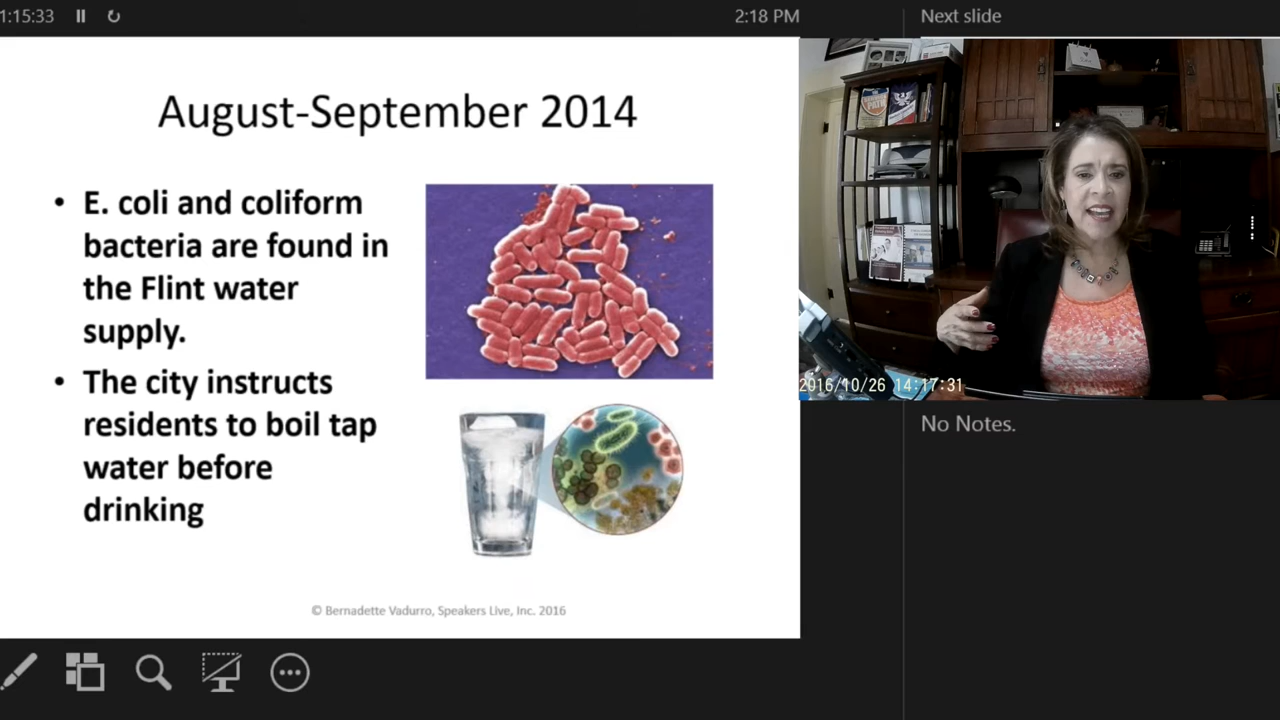 1:15:33
2:18 PM
Next slide
August-September 2014
• E. coli and coliform
bacteria are found in
the Flint water
supply.
• The city instructs
residents to boil tap
water before
drinking
© Bernadette Vadurro, Speakers Live, Inc. 2016
2016/10/26 14:17:31
No Notes.